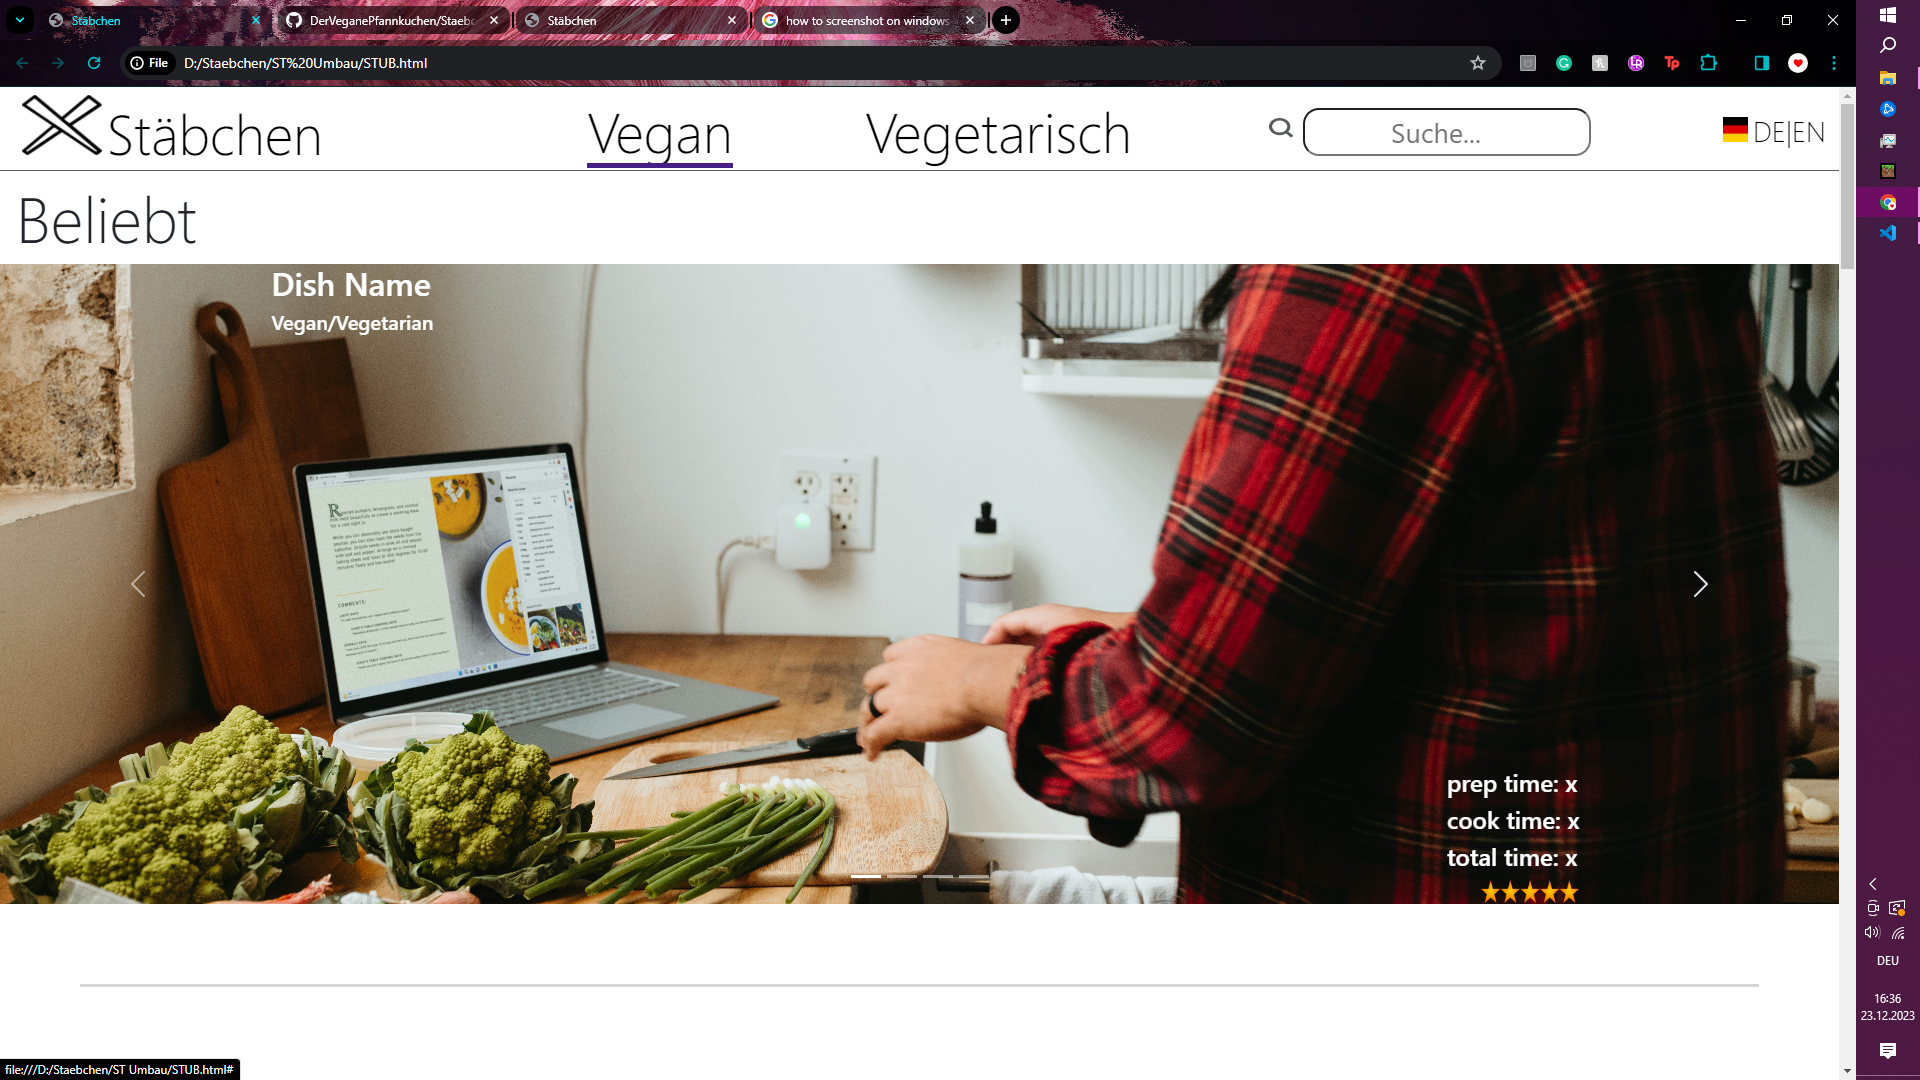 Stäbchen
DerVeganePfannkuchen/Staebc
Stäbchen
how to screenshot on windows
File
D:/Staebchen/ST%20Umbau/STUB.html
Stäbchen
Vegan
Vegetarisch
Suche...
DE|EN
Beliebt
Dish Name
Vegan/Vegetarian
COMMENTS:
prep time: x
cook time: x
total time: x
★★★★★
DEU
16:36
23.12.2023
file:///D:/Staebchen/ST Umbau/STUB.html#